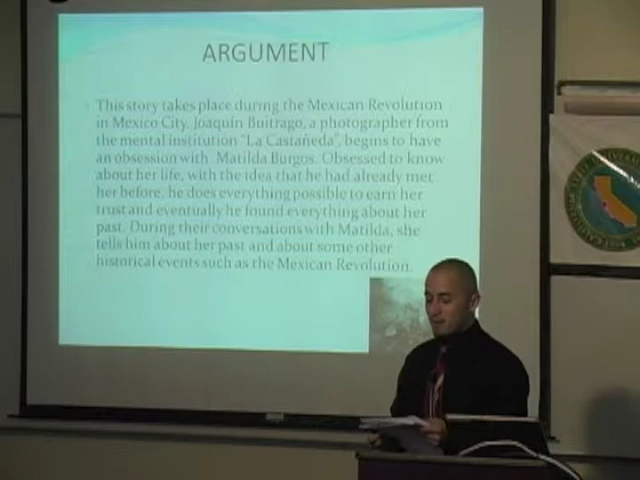 ARGUMENT
This story takes place during the Mexican Revolution
in Mexico City. Joaquín Buitrago, a photographer from
the mental institution "La Castañeda", begins to have
an obsession with Matilda Burgos. Obsessed to know
about her life, with the idea that he had already met
her before, he does everything possible to earn her
trust and eventually he found everything about her
past. During their conversations with Matilda, she
tells him about her past and about some other
historical events such as the Mexican Revolution.